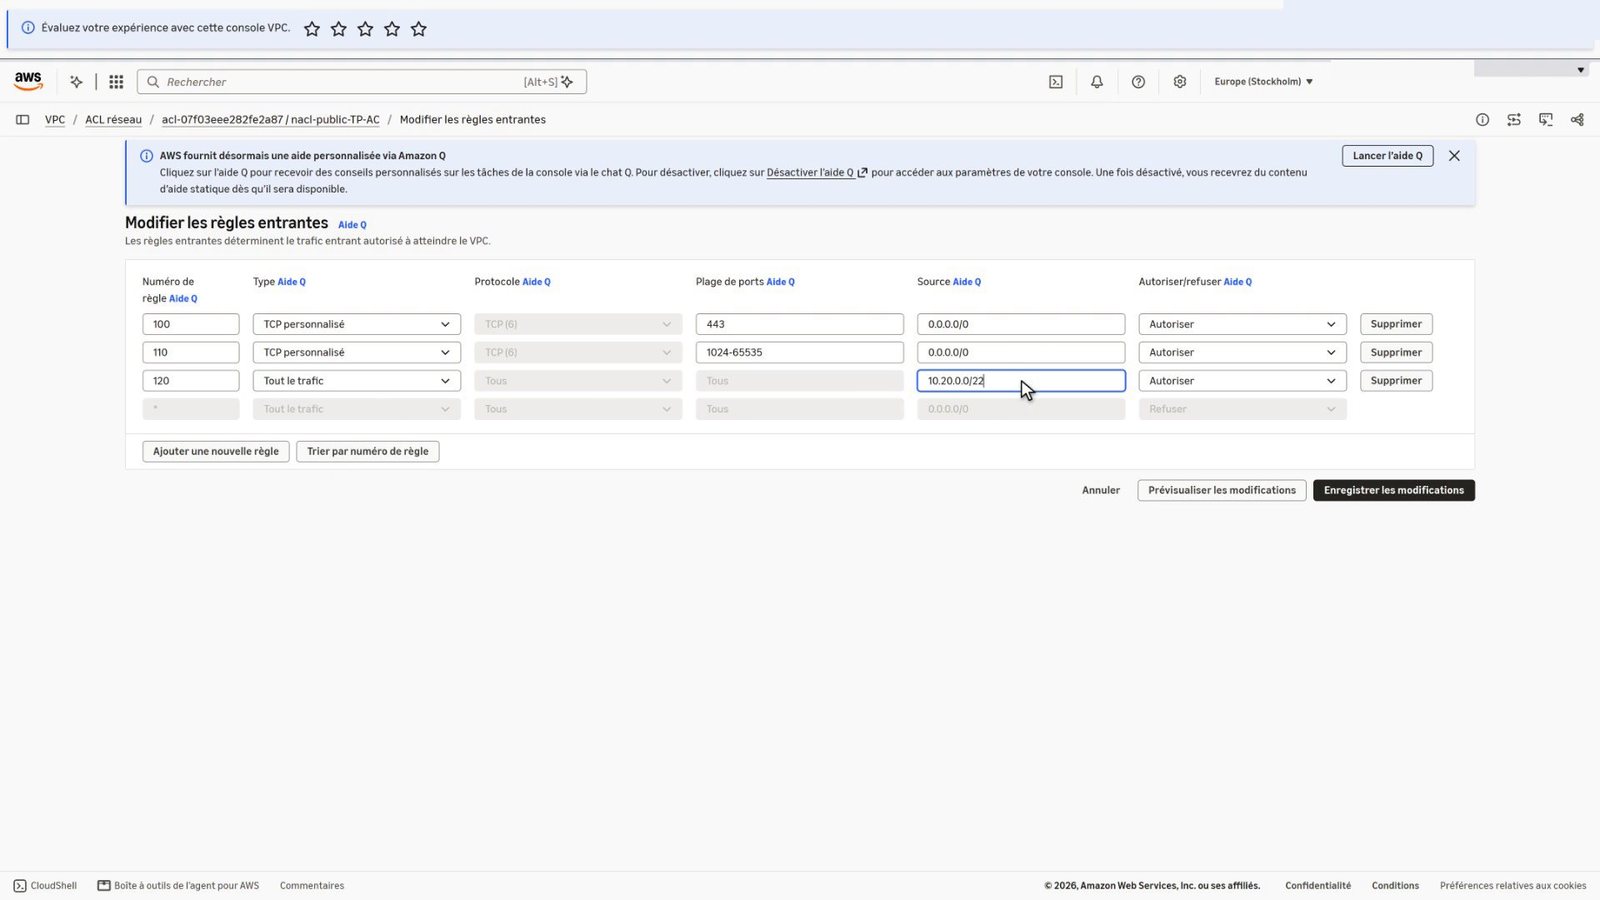 Évaluez votre expérience avec cette console VPC.
aws
Rechercher [Alt+S]
Europe (Stockholm)
VPC / ACL réseau / acl-07f03eee282fe2a87 / nacl-public-TP-AC / Modifier les règles entrantes
AWS fournit désormais une aide personnalisée via Amazon Q
Lancer l'aide Q
Cliquez sur l'aide Q pour recevoir des conseils personnalisés sur les tâches de la console via le chat Q. Pour désactiver, cliquez sur Désactiver l'aide Q pour accéder aux paramètres de votre console. Une fois désactivé, vous recevrez du contenu
d'aide statique dès qu'il sera disponible.
Modifier les règles entrantes Aide Q
Les règles entrantes déterminent le trafic entrant autorisé à atteindre le VPC.
Numéro de règle Aide Q Type Aide Q Protocole Aide Q Plage de ports Aide Q Source Aide Q Autoriser/refuser Aide Q
100 TCP personnalisé TCP (6) 443 0.0.0.0/0 Autoriser Supprimer
110 TCP personnalisé TCP (6) 1024-65535 0.0.0.0/0 Autoriser Supprimer
120 Tout le trafic Tous Tous 10.20.0.0/22 Autoriser Supprimer
* Tout le trafic Tous Tous 0.0.0.0/0 Refuser
Ajouter une nouvelle règle Trier par numéro de règle
Annuler Prévisualiser les modifications Enregistrer les modifications
CloudShell Boîte à outils de l'agent pour AWS Commentaires © 2026, Amazon Web Services, Inc. ou ses affiliés. Confidentialité Conditions Préférences relatives aux cookies